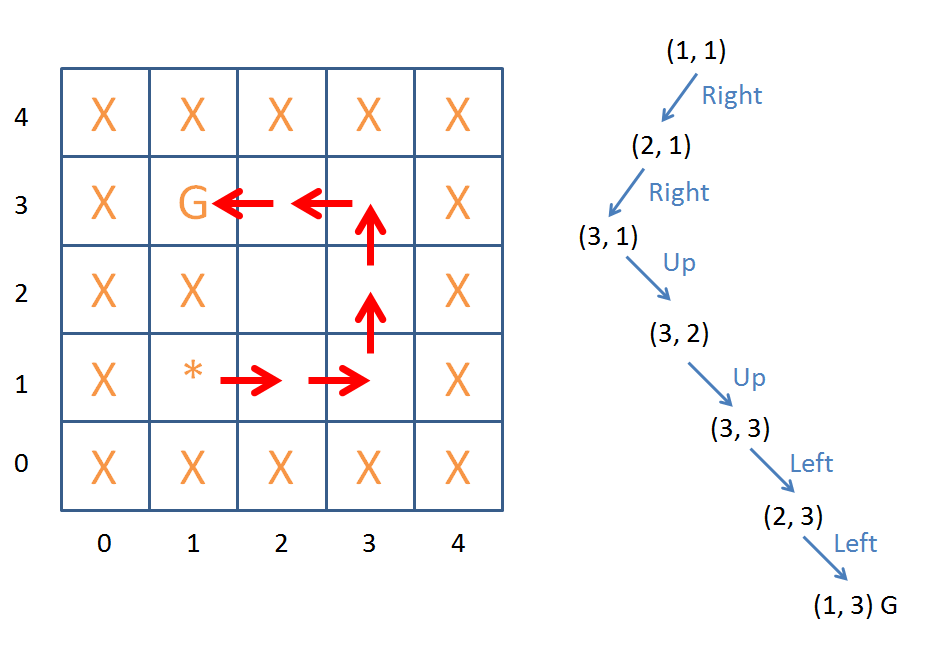 4 X X X X X
3 X G X
2 X X X
1 X * X
0 X X X X X
0 1 2 3 4
(1, 1)
Right
(2, 1)
Right
(3, 1)
Up
(3, 2)
Up
(3, 3)
Left
(2, 3)
Left
(1, 3) G